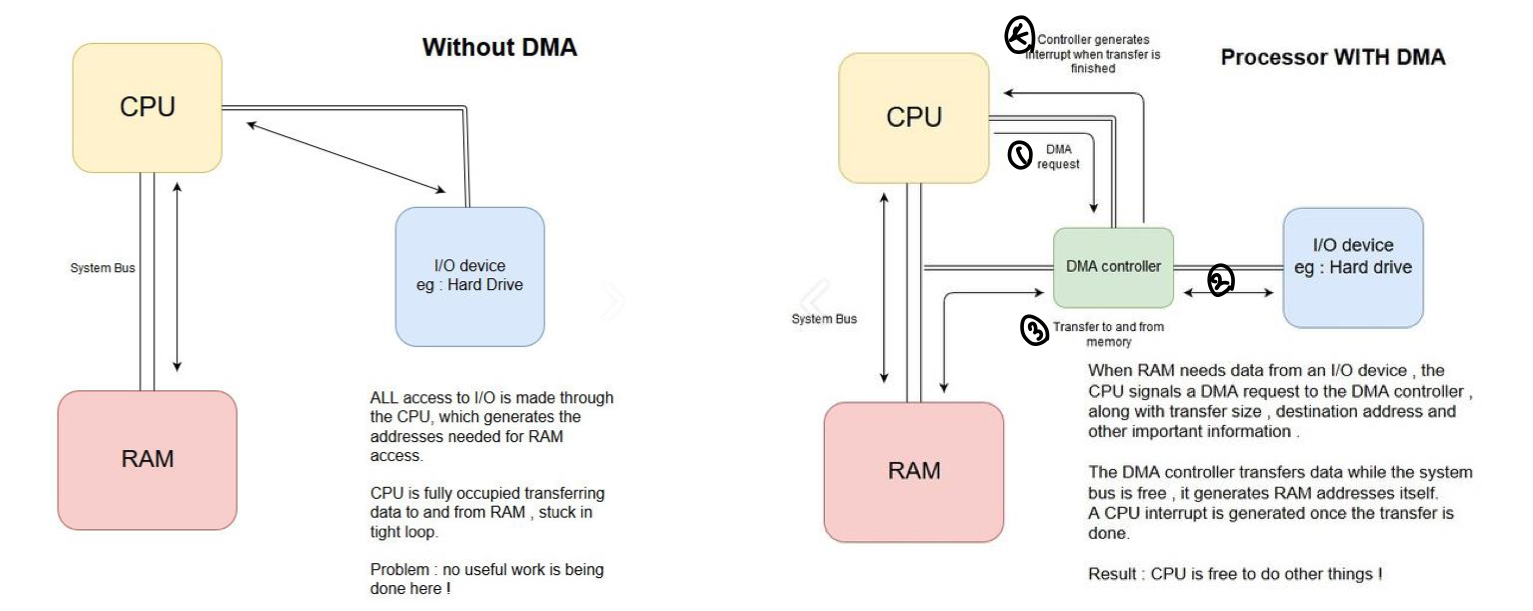 Without DMA
CPU
System Bus
I/O device
eg : Hard Drive
RAM
ALL access to I/O is made through
the CPU, which generates the
addresses needed for RAM
access.
CPU is fully occupied transferring
data to and from RAM , stuck in
tight loop.
Problem : no useful work is being
done here !
Processor WITH DMA
4
Controller generates
interrupt when transfer is
finished
CPU
1
DMA
request
DMA controller
2
I/O device
eg : Hard drive
System Bus
3
Transfer to and from
memory
RAM
When RAM needs data from an I/O device , the
CPU signals a DMA request to the DMA controller ,
along with transfer size , destination address and
other important information .
The DMA controller transfers data while the system
bus is free , it generates RAM addresses itself.
A CPU interrupt is generated once the transfer is
done.
Result : CPU is free to do other things !